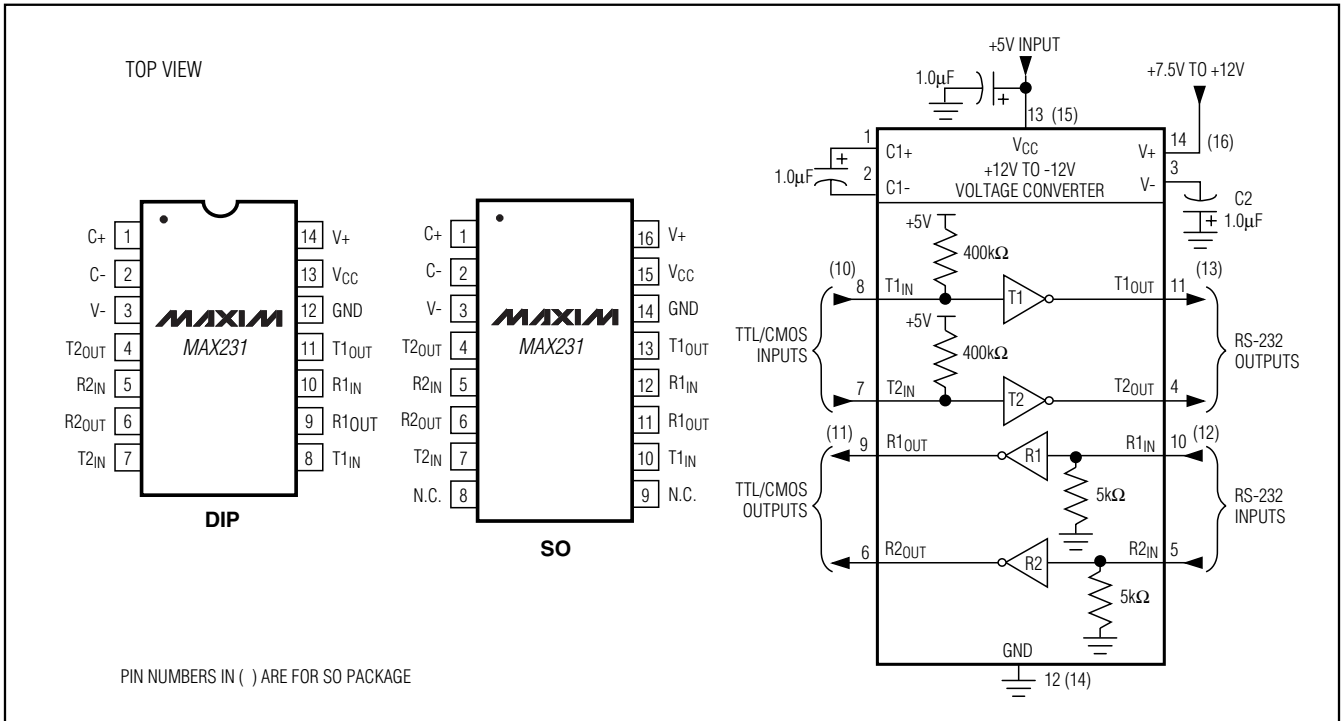 TOP VIEW
C+ 1
C- 2
V- 3
T2OUT 4
R2IN 5
R2OUT 6
T2IN 7
14 V+
13 VCC
12 GND
11 T1OUT
10 R1IN
9 R1OUT
8 T1IN
MAXIM
MAX231
DIP
C+ 1
C- 2
V- 3
T2OUT 4
R2IN 5
R2OUT 6
T2IN 7
N.C. 8
16 V+
15 VCC
14 GND
13 T1OUT
12 R1IN
11 R1OUT
10 T1IN
9 N.C.
MAXIM
MAX231
SO
PIN NUMBERS IN ( ) ARE FOR SO PACKAGE
+5V INPUT
1.0µF
+
+7.5V TO +12V
13 (15)
1
C1+
VCC
V+
14
(16)
+
1.0µF
2
C1-
+12V TO -12V
VOLTAGE CONVERTER
V-
3
C2
+
1.0µF
+5V
400kΩ
(10)
8
T1IN
T1
T1OUT
11
(13)
+5V
400kΩ
TTL/CMOS
INPUTS
RS-232
OUTPUTS
7
T2IN
T2
T2OUT
4
(11)
9
R1OUT
R1
R1IN
10
(12)
5kΩ
TTL/CMOS
OUTPUTS
RS-232
INPUTS
6
R2OUT
R2
R2IN
5
5kΩ
GND
12 (14)